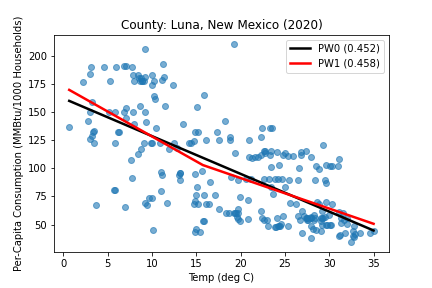 County: Luna, New Mexico (2020)
Per-Capita Consumption (MMBtu/1000 Households)
200
175
150
125
100
75
50
PW0 (0.452)
PW1 (0.458)
0 5 10 15 20 25 30 35
Temp (deg C)